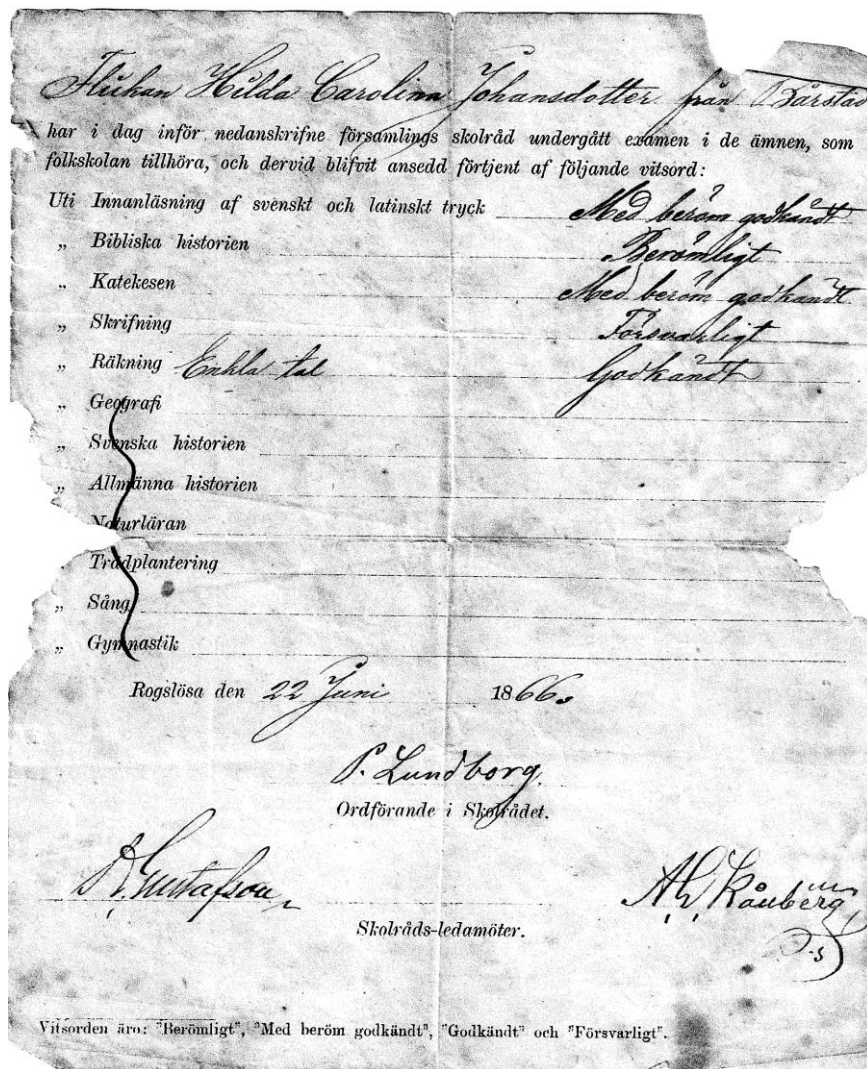 Flickan Hilda Carolina Johansdotter från Bårstad
har i dag inför nedanskrifne församlings skolråd undergått examen i de ämnen, som
folkskolan tillhöra, och dervid blifvit ansedd förtjent af följande vitsord:
Uti Innanläsning af svenskt och latinskt tryck Med beröm godkändt
„ Bibliska historien Berömligt
„ Katekesen Med beröm godkändt
„ Skrifning Försvarligt
„ Räkning Enkla tal Godkändt
„ Geografi
„ Svenska historien
„ Allmänna historien
Naturläran
„ Trädplantering
„ Sång
„ Gymnastik
Rogslösa den 22 Juni 1866.
P. Lundborg.
Ordförande i Skolrådet.
Gustafson
Skolråds-ledamöter.
Vitsorden äro: "Berömligt", "Med beröm godkändt", "Godkändt" och "Försvarligt".